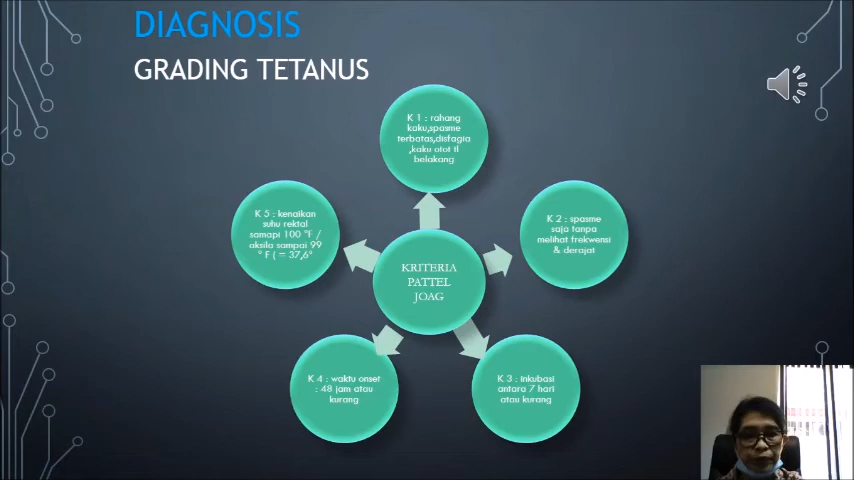 DIAGNOSIS
GRADING TETANUS
K 1 : rahang
kaku,spasme
terbatas,disfagia
,kaku otot tl
belakang
K 2 : spasme
saja tanpa
melihat frekwensi
& derajat
K 3 : inkubasi
antara 7 hari
atau kurang
K 4 : waktu onset
: 48 jam atau
kurang
K 5 : kenaikan
suhu rektal
samapi 100 °F /
aksila sampai 99
° F ( = 37,6°
KRITERIA
PATTEL
JOAG